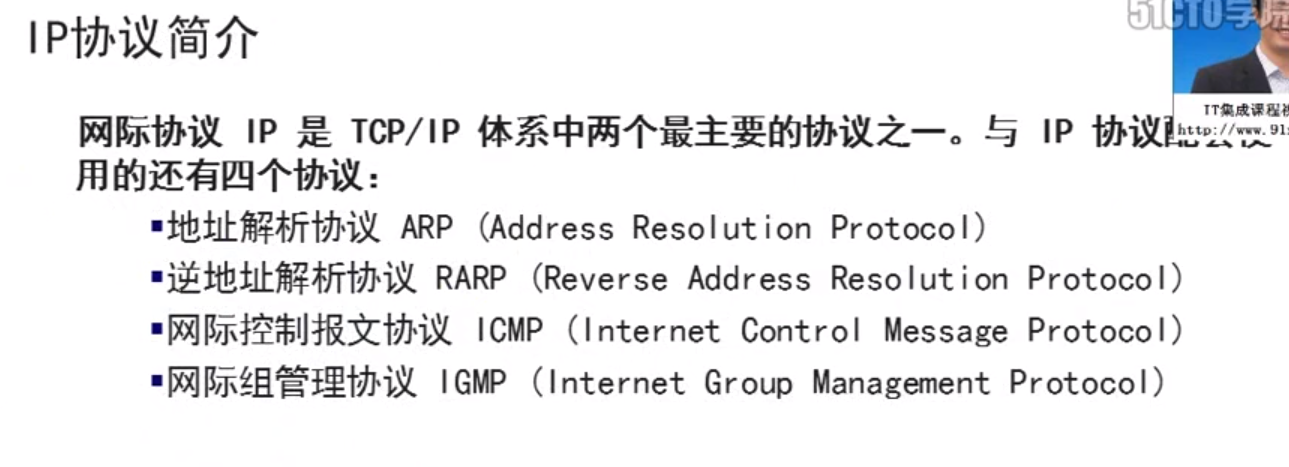 IP协议简介
51CTO学院
IT集成课程
http://www.91
网际协议 IP 是 TCP/IP 体系中两个最主要的协议之一。与 IP 协议
用的还有四个协议：
▪地址解析协议 ARP (Address Resolution Protocol)
▪逆地址解析协议 RARP (Reverse Address Resolution Protocol)
▪网际控制报文协议 ICMP (Internet Control Message Protocol)
▪网际组管理协议 IGMP (Internet Group Management Protocol)